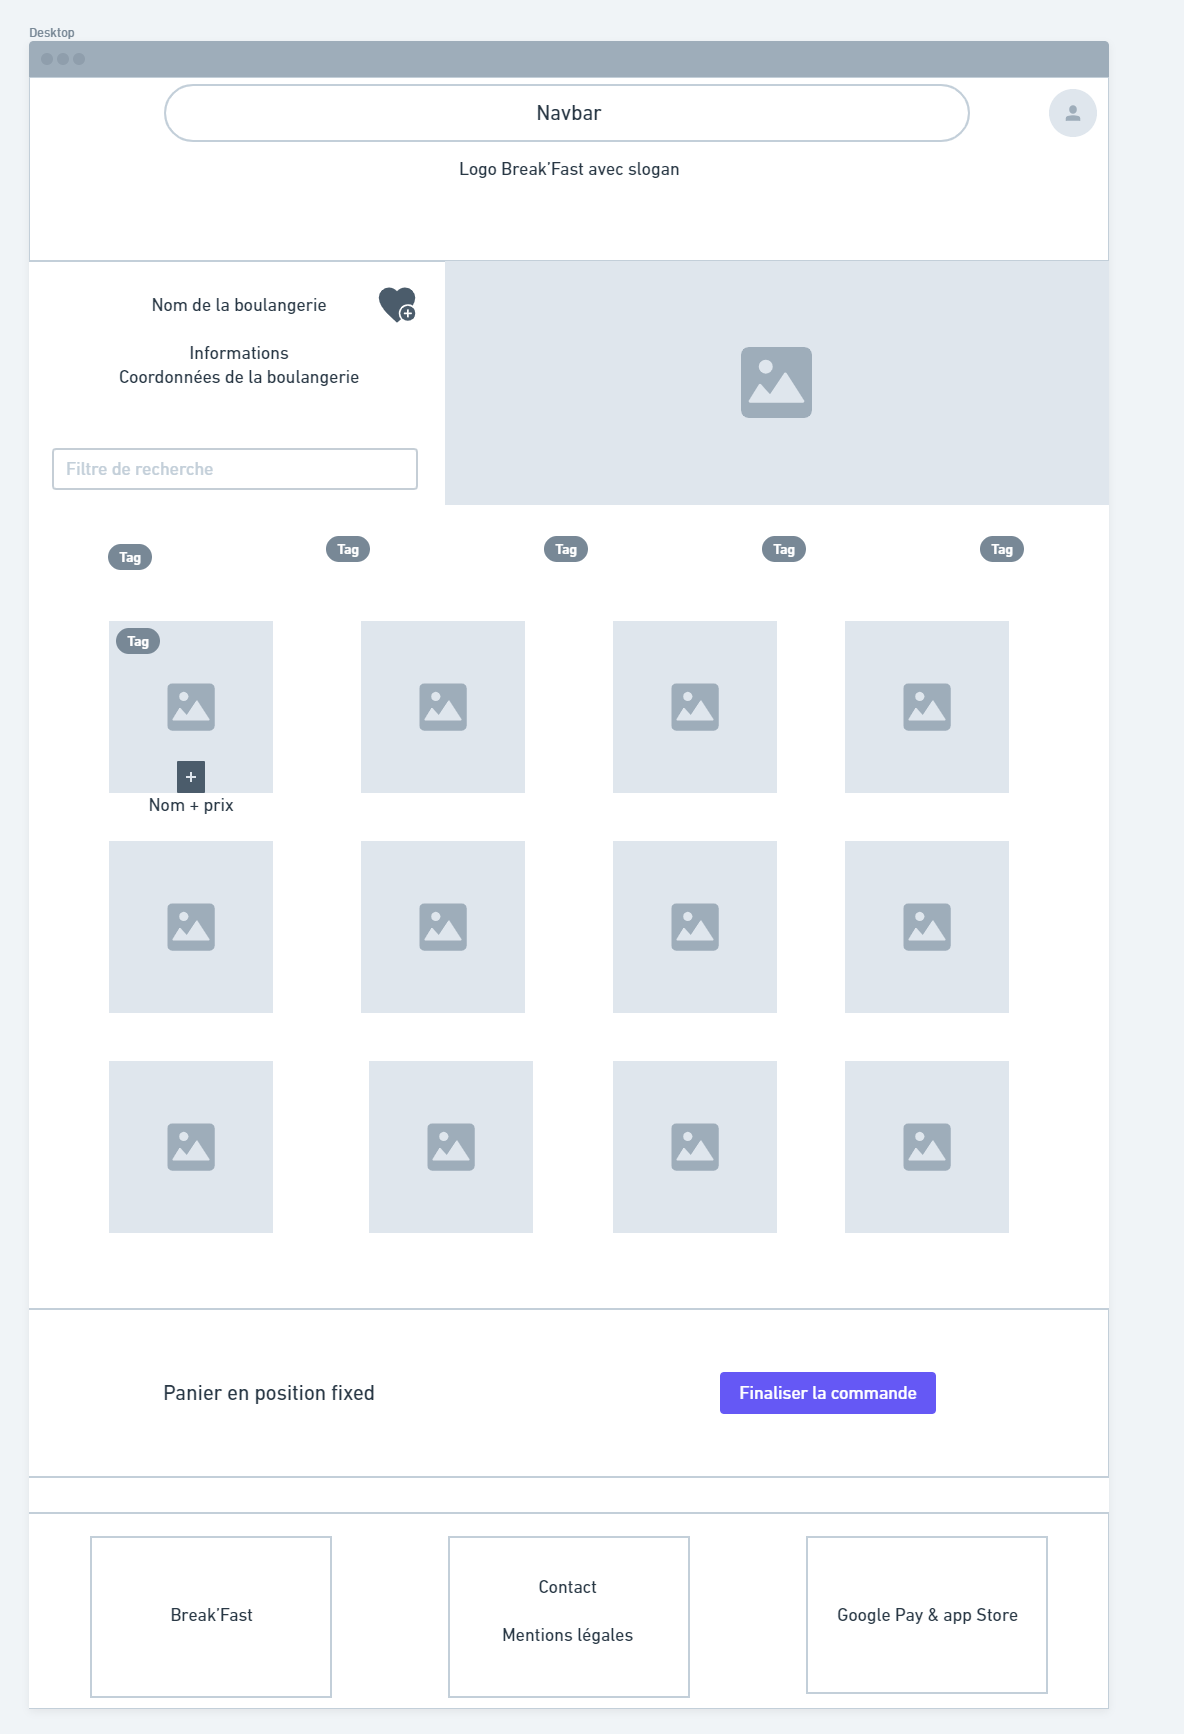 Desktop
Navbar
Logo Break'Fast avec slogan
Nom de la boulangerie
Informations
Coordonnées de la boulangerie
Filtre de recherche
Tag
Tag
Tag
Tag
Tag
Tag
Nom + prix
Panier en position fixed
Finaliser la commande
Break'Fast
Contact
Mentions légales
Google Pay & app Store